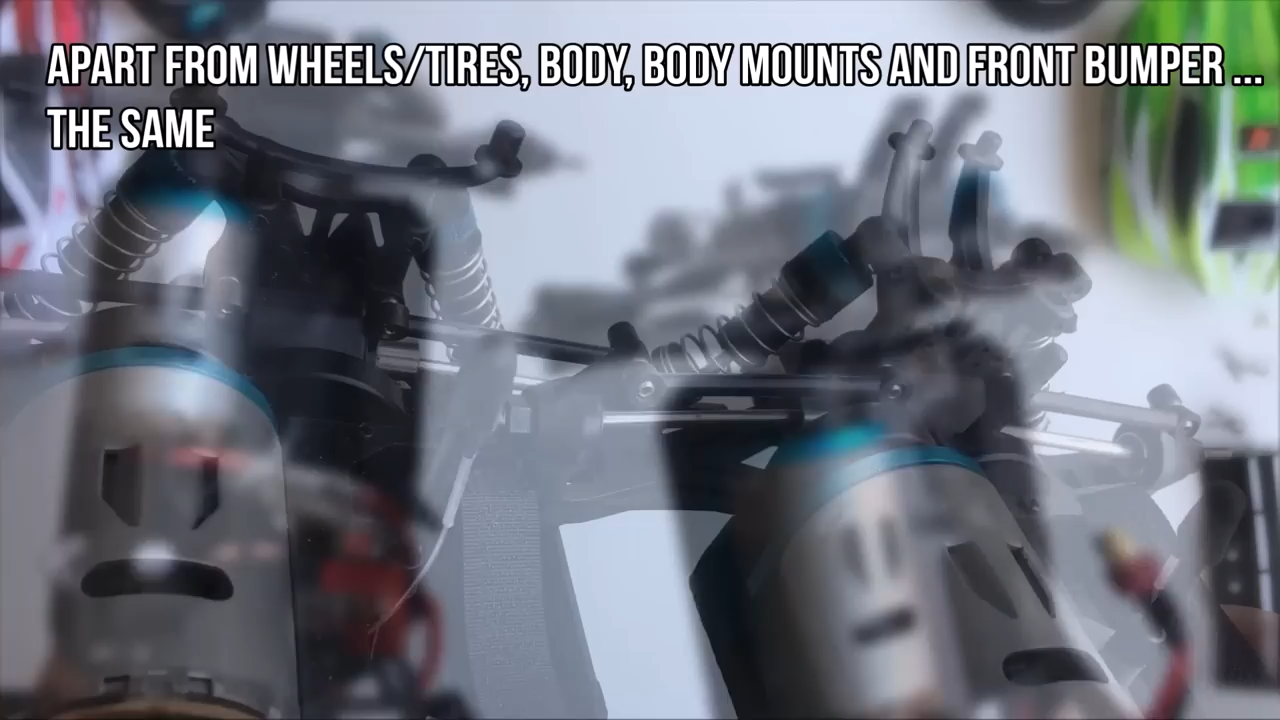 APART FROM WHEELS/TIRES, BODY, BODY MOUNTS AND FRONT BUMPER ...
THE SAME